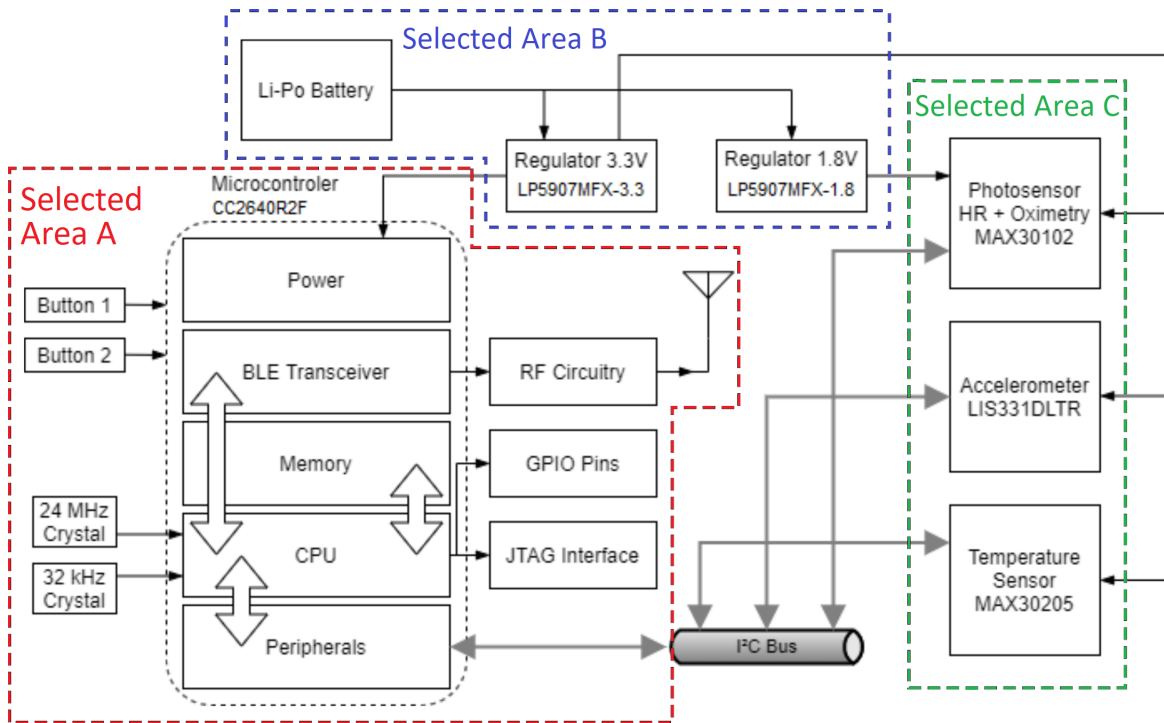 Selected Area B
Li-Po Battery
Selected Area C
Regulator 3.3V
LP5907MFX-3.3
Regulator 1.8V
LP5907MFX-1.8
Selected
Area A
Microcontroler
CC2640R2F
Photosensor
HR + Oximetry
MAX30102
Power
Button 1
Button 2
BLE Transceiver
RF Circuitry
Accelerometer
LIS331DLTR
Memory
GPIO Pins
24 MHz
Crystal
CPU
JTAG Interface
32 kHz
Crystal
Temperature
Sensor
MAX30205
Peripherals
I²C Bus